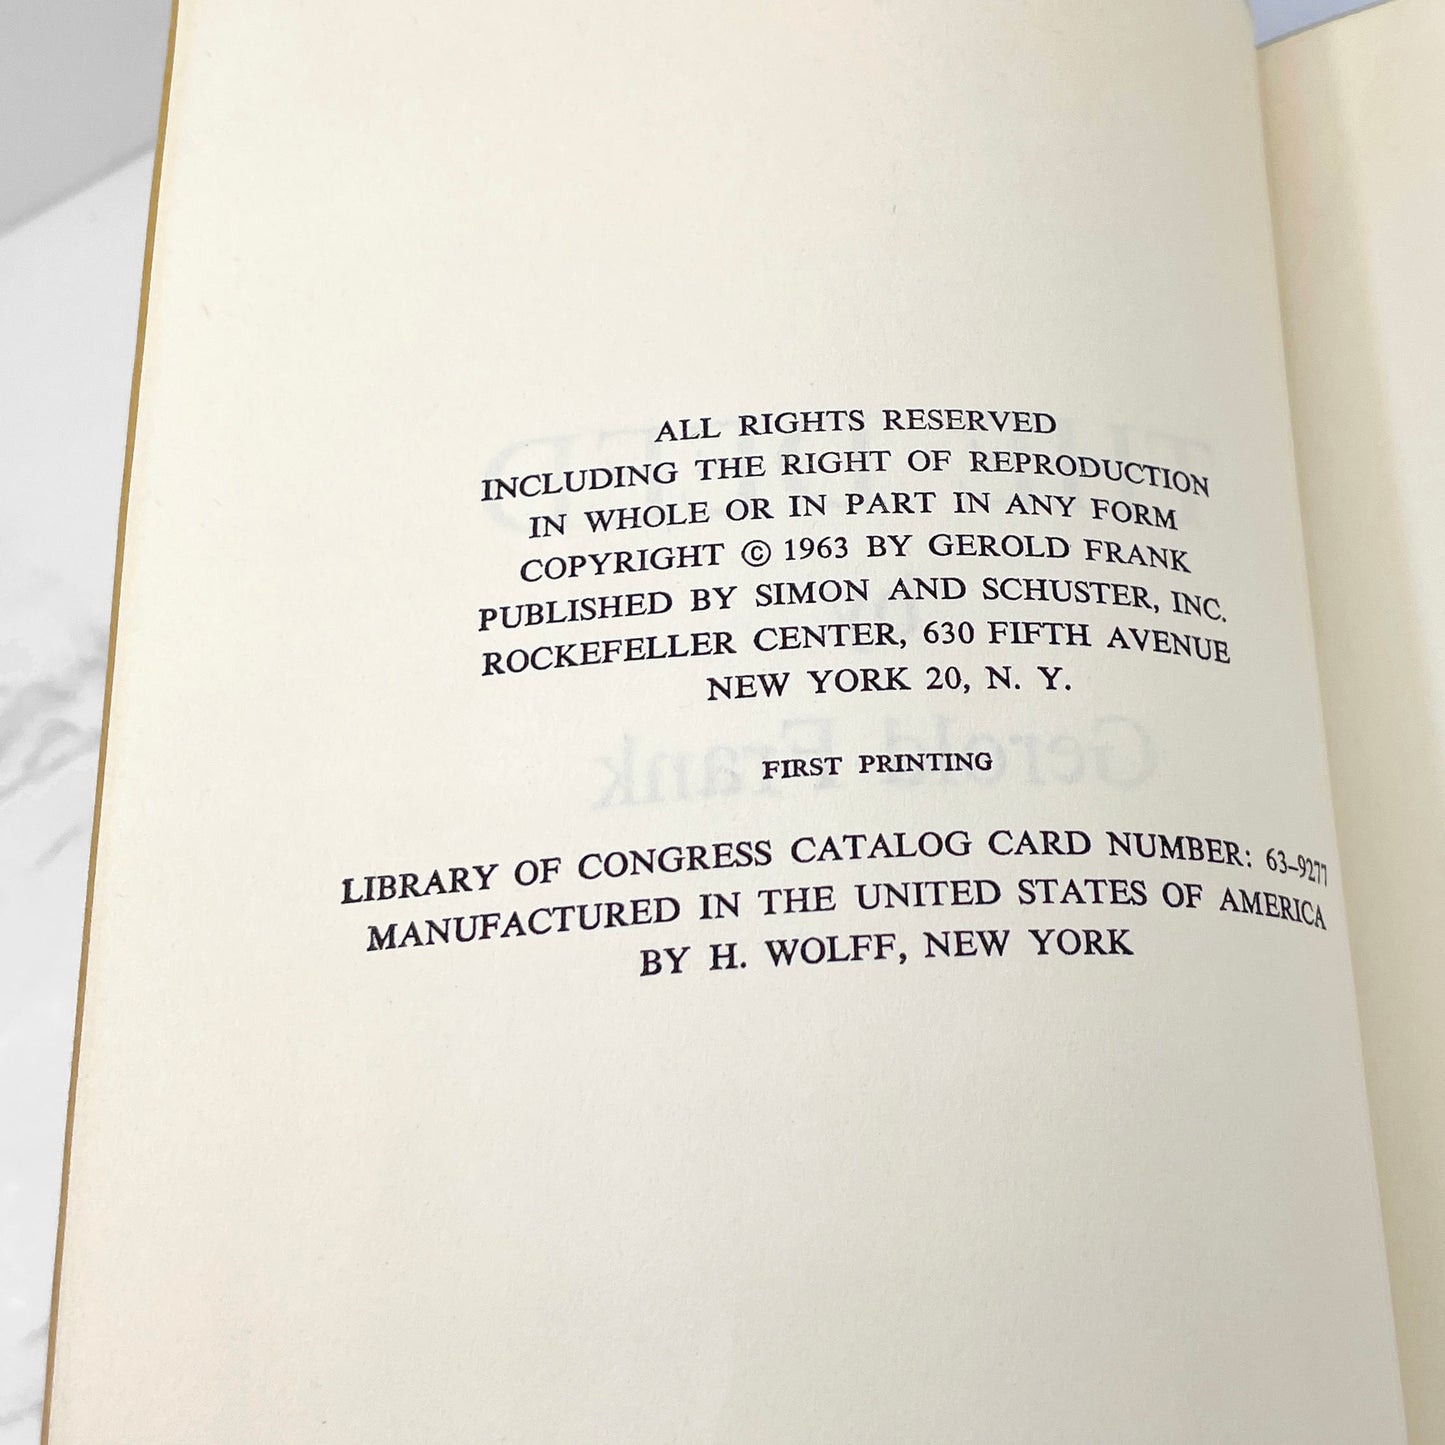 ALL RIGHTS RESERVED
INCLUDING THE RIGHT OF REPRODUCTION
IN WHOLE OR IN PART IN ANY FORM
COPYRIGHT © 1963 BY GEROLD FRANK
PUBLISHED BY SIMON AND SCHUSTER, INC.
ROCKEFELLER CENTER, 630 FIFTH AVENUE
NEW YORK 20, N. Y.
FIRST PRINTING
LIBRARY OF CONGRESS CATALOG CARD NUMBER: 63–9277
MANUFACTURED IN THE UNITED STATES OF AMERICA
BY H. WOLFF, NEW YORK